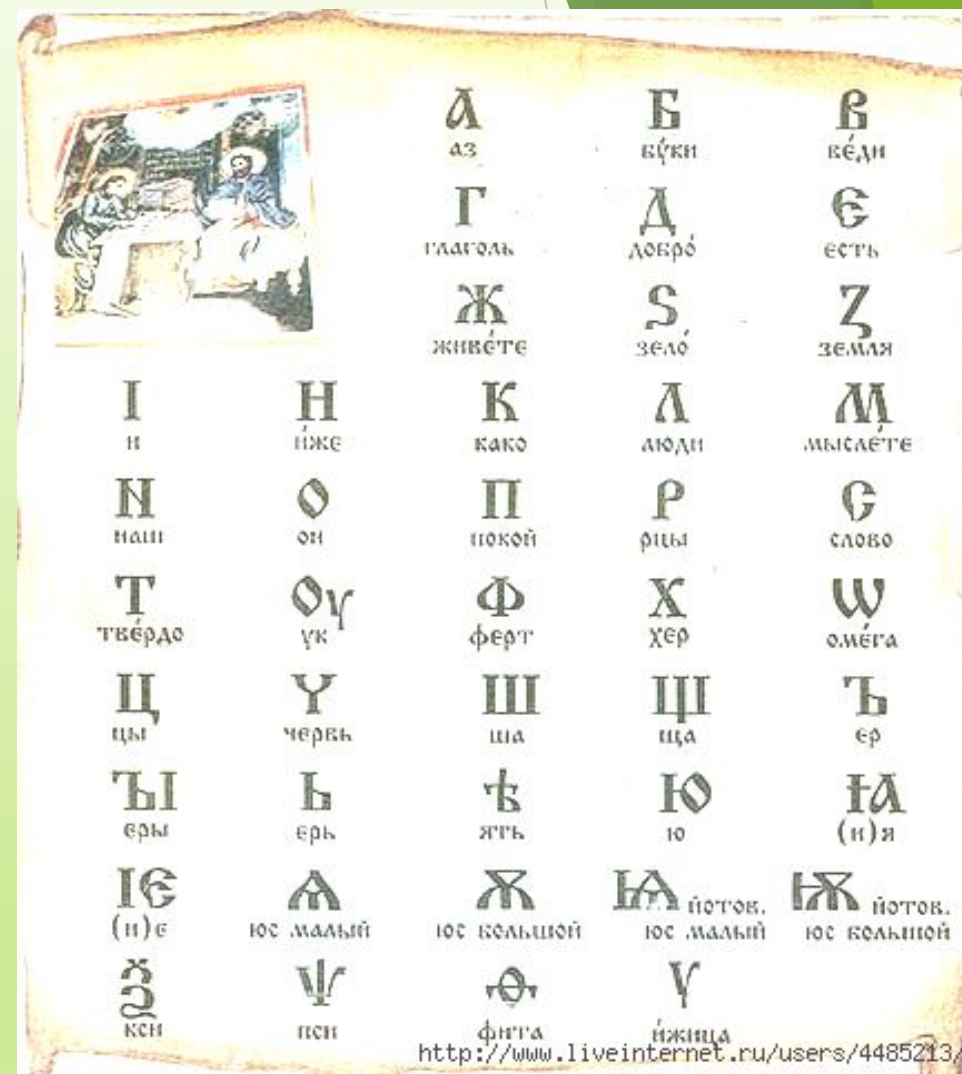 А Б В
аз бу́ки ве́ди
Г Д Є
глаголь добро́ єсть
Ж Ѕ З
живе́те зело́ земля
І Н К Л М
и и́же како люди мысле́те
N О П Р С
наш он покой рцы слово
Т Оу Ф Х Ѡ
тве́рдо ук ферт хер оме́га
Ц Ч Ш Щ Ъ
цы червь ша ща ер
ЪІ Ь Ѣ Ю Ꙗ
еры ерь ять ю (и)я
Ѥ Ѧ Ѫ Ѩ йотов. Ѭ йотов.
(и)є юс малый юс большой юс малый юс большой
Ѯ Ѱ Ѳ Ѵ
кси пси фита и́жица
http://www.liveinternet.ru/users/4485213/